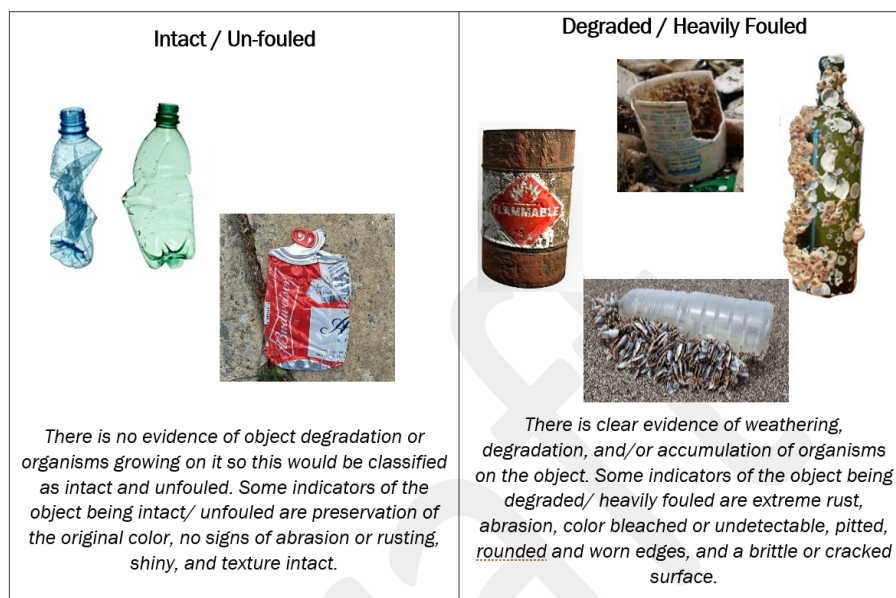 Intact / Un-fouled
Budweiser
There is no evidence of object degradation or
organisms growing on it so this would be classified
as intact and unfouled. Some indicators of the
object being intact/ unfouled are preservation of
the original color, no signs of abrasion or rusting,
shiny, and texture intact.
Degraded / Heavily Fouled
FLAMMABLE
There is clear evidence of weathering,
degradation, and/or accumulation of organisms
on the object. Some indicators of the object being
degraded/ heavily fouled are extreme rust,
abrasion, color bleached or undetectable, pitted,
rounded and worn edges, and a brittle or cracked
surface.